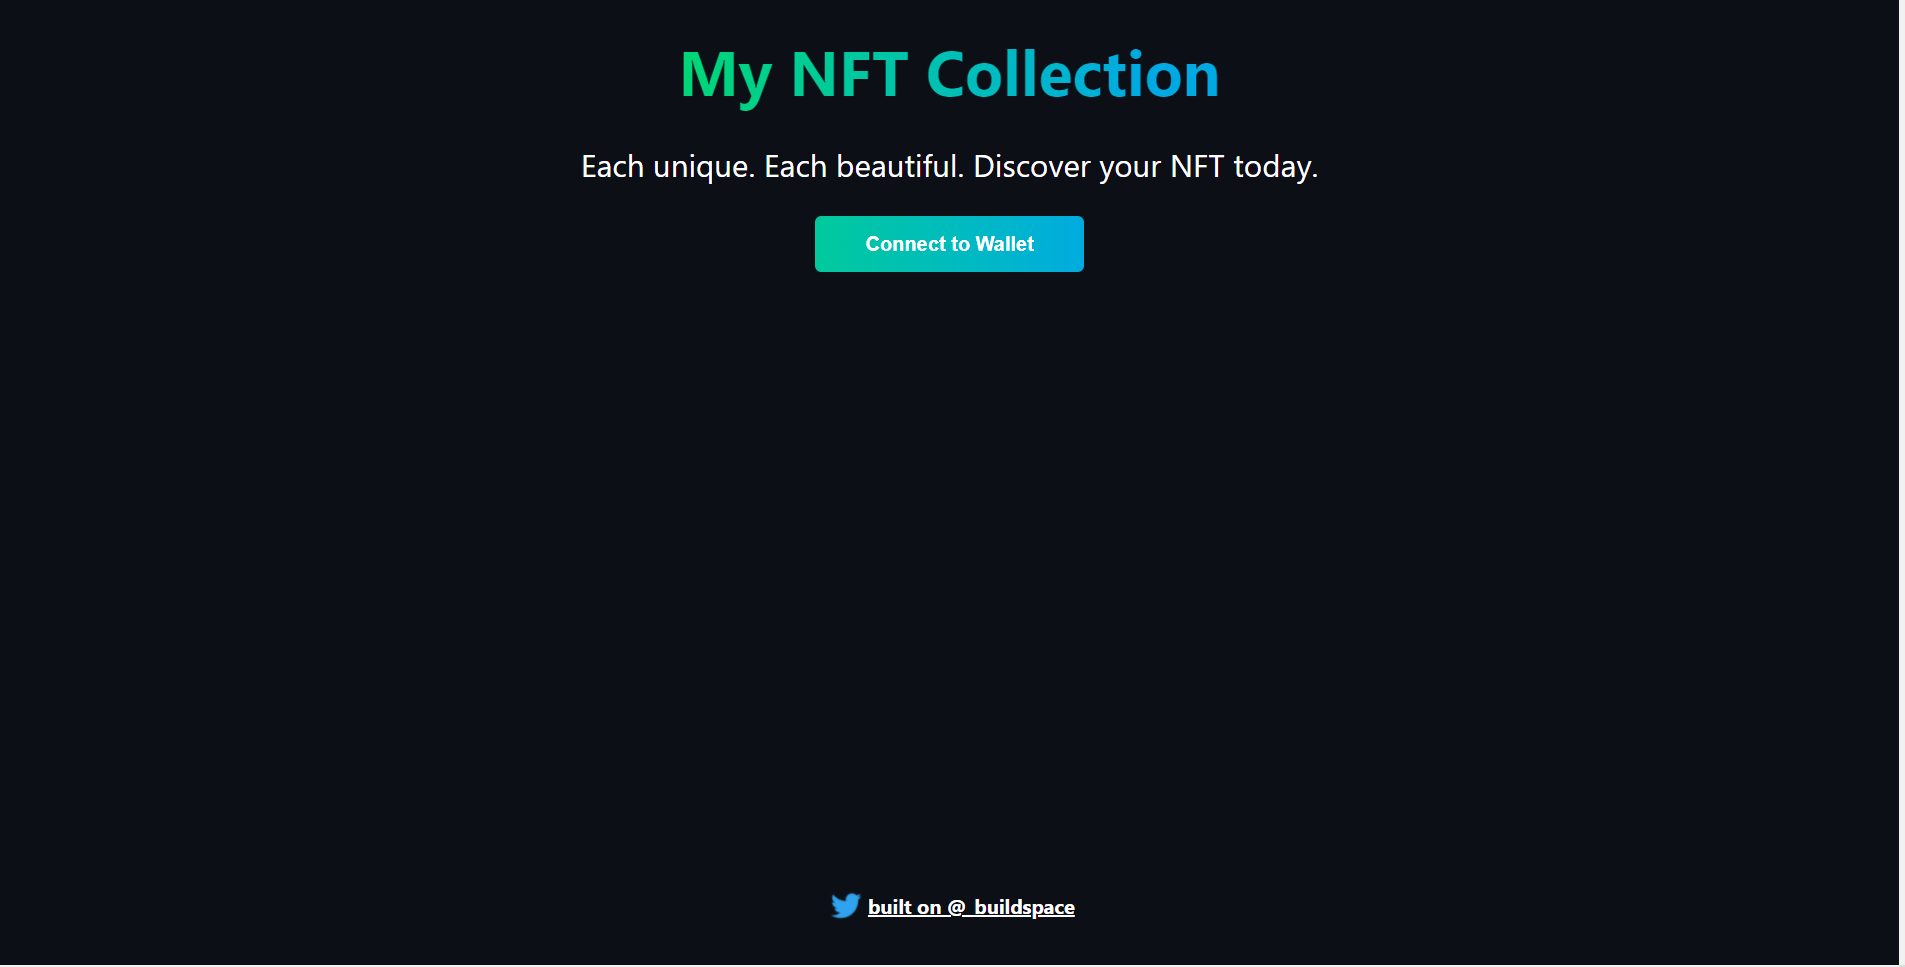 My NFT Collection
Each unique. Each beautiful. Discover your NFT today.
Connect to Wallet
built on @_buildspace